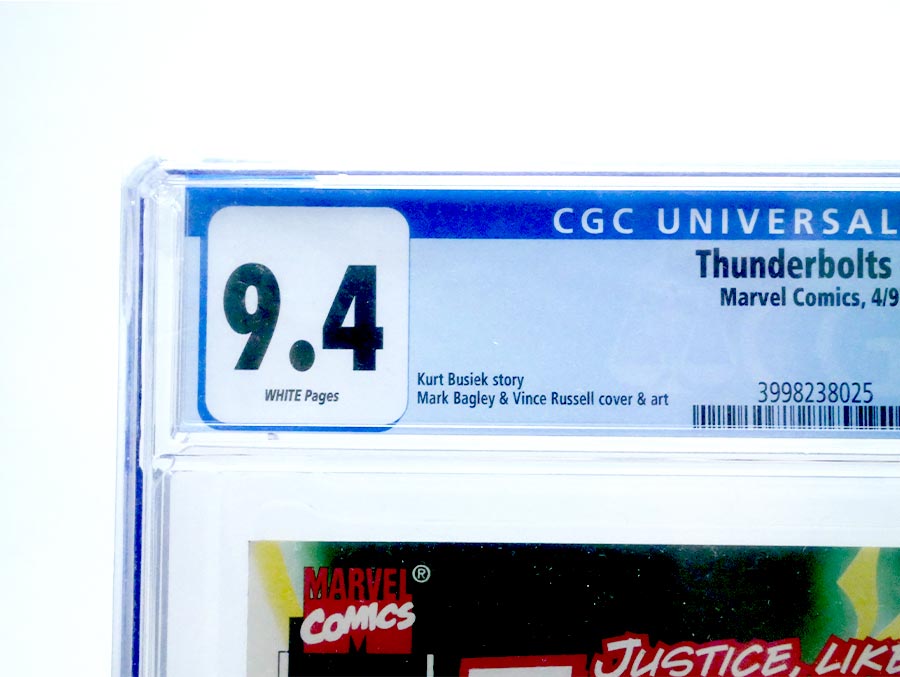 CGC UNIVERSAL
Thunderbolts
Marvel Comics, 4/9
9.4
WHITE Pages
Kurt Busiek story
Mark Bagley & Vince Russell cover & art
3998238025
MARVEL®
COMICS
M
JUSTICE, LIKE